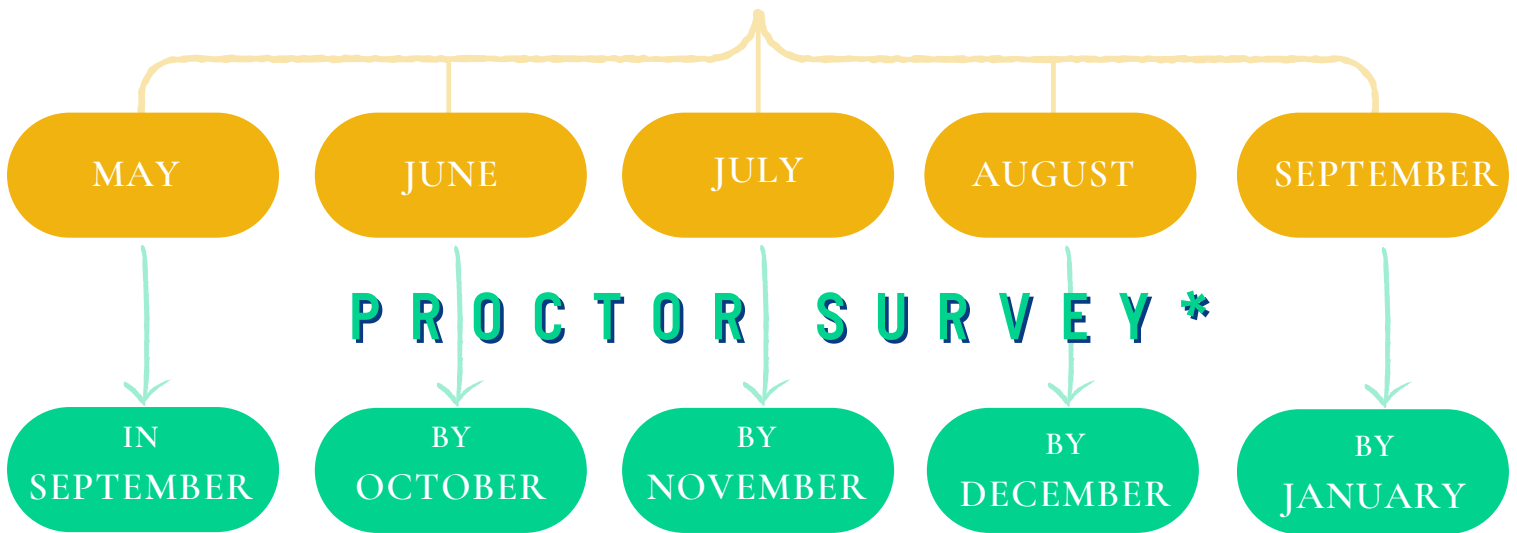 MAY
JUNE
JULY
AUGUST
SEPTEMBER
PROCTOR SURVEY*
IN
SEPTEMBER
BY
OCTOBER
BY
NOVEMBER
BY
DECEMBER
BY
JANUARY